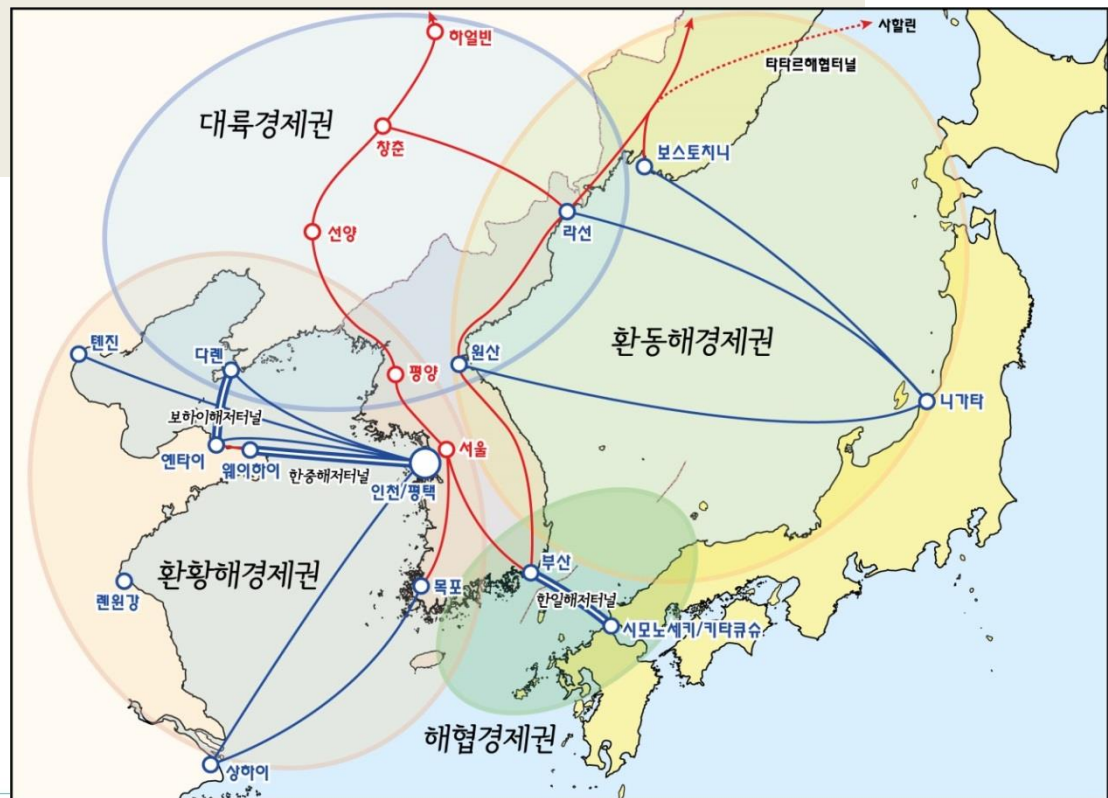 하얼빈
사할린
타타르해협터널
대륙경제권
창춘
보스토치니
라선
선양
환동해경제권
톈진
다롄
원산
평양
니가타
보하이해저터널
서울
옌타이
웨이하이
한중해저터널
인천/평택
환황해경제권
부산
목포
한일해저터널
롄윈강
시모노세키/키타큐슈
해협경제권
상하이